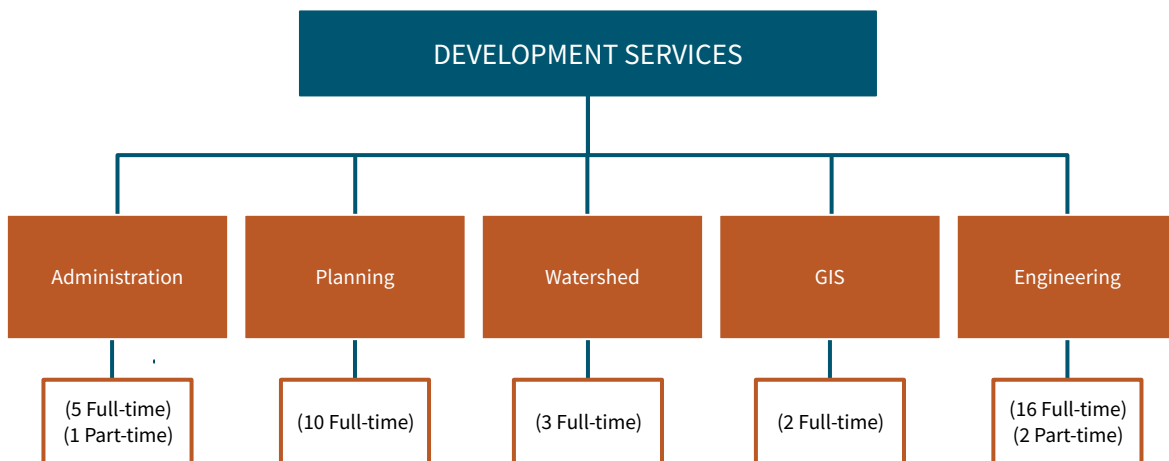 DEVELOPMENT SERVICES
Administration
Planning
Watershed
GIS
Engineering
(5 Full-time)
(1 Part-time)
(10 Full-time)
(3 Full-time)
(2 Full-time)
(16 Full-time)
(2 Part-time)